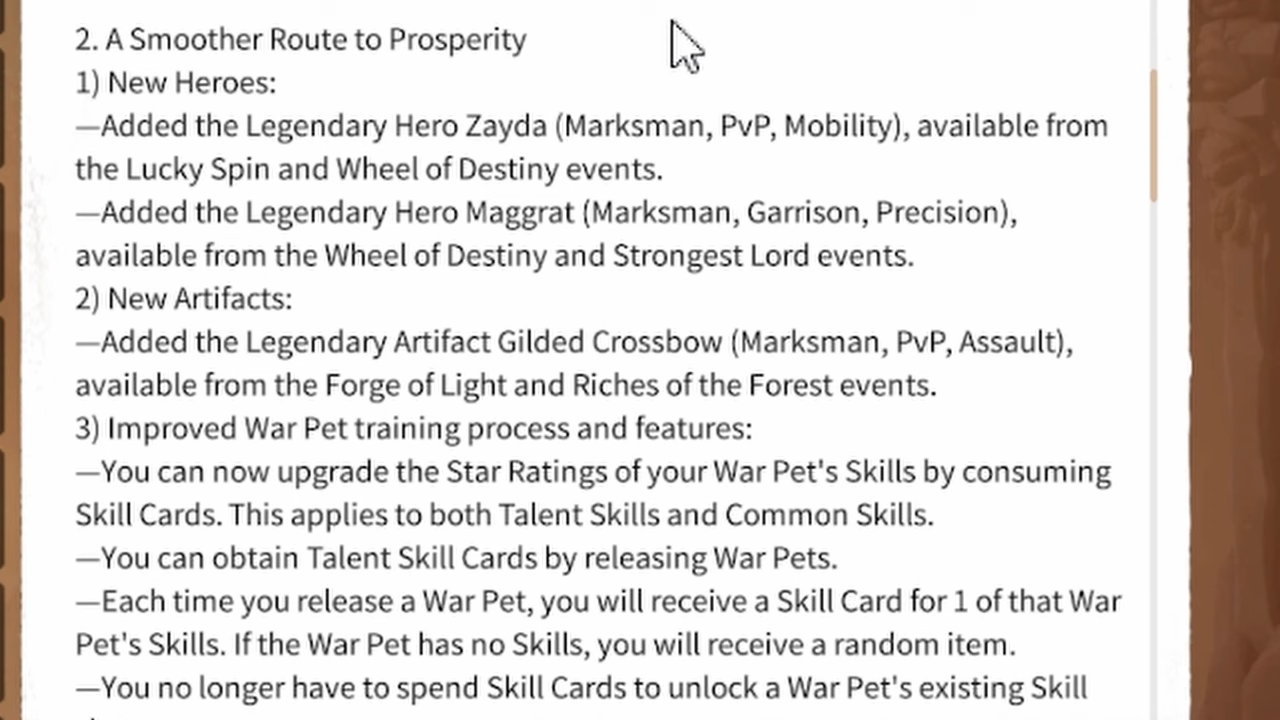 2. A Smoother Route to Prosperity
1) New Heroes:
—Added the Legendary Hero Zayda (Marksman, PvP, Mobility), available from
the Lucky Spin and Wheel of Destiny events.
—Added the Legendary Hero Maggrat (Marksman, Garrison, Precision),
available from the Wheel of Destiny and Strongest Lord events.
2) New Artifacts:
—Added the Legendary Artifact Gilded Crossbow (Marksman, PvP, Assault),
available from the Forge of Light and Riches of the Forest events.
3) Improved War Pet training process and features:
—You can now upgrade the Star Ratings of your War Pet's Skills by consuming
Skill Cards. This applies to both Talent Skills and Common Skills.
—You can obtain Talent Skill Cards by releasing War Pets.
—Each time you release a War Pet, you will receive a Skill Card for 1 of that War
Pet's Skills. If the War Pet has no Skills, you will receive a random item.
—You no longer have to spend Skill Cards to unlock a War Pet's existing Skill